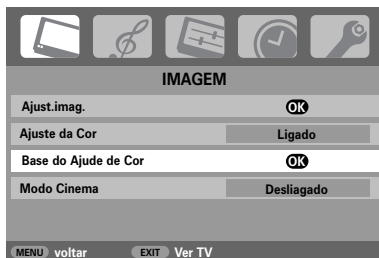 IMAGEM
Ajust.imag. OK
Ajuste da Cor Ligado
Base do Ajude de Cor OK
Modo Cinema Desliagado
MENU voltar EXIT Ver TV